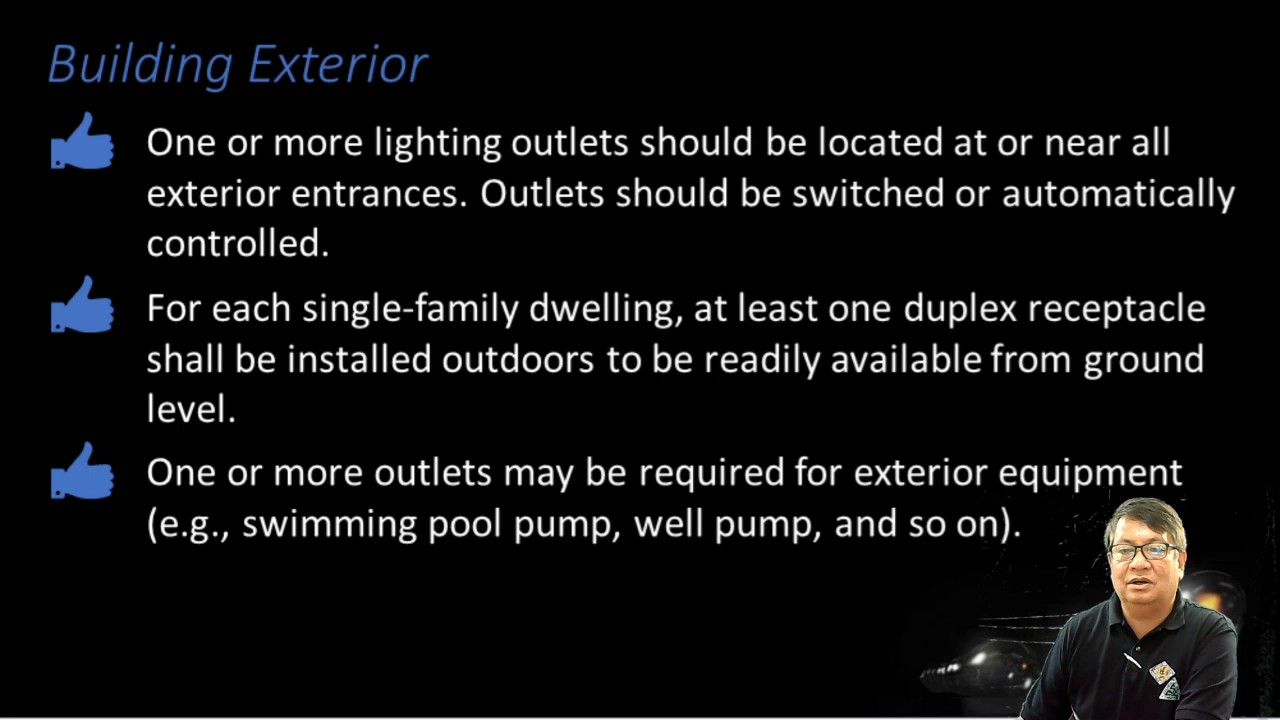 Building Exterior
One or more lighting outlets should be located at or near all
exterior entrances. Outlets should be switched or automatically
controlled.
For each single-family dwelling, at least one duplex receptacle
shall be installed outdoors to be readily available from ground
level.
One or more outlets may be required for exterior equipment
(e.g., swimming pool pump, well pump, and so on).